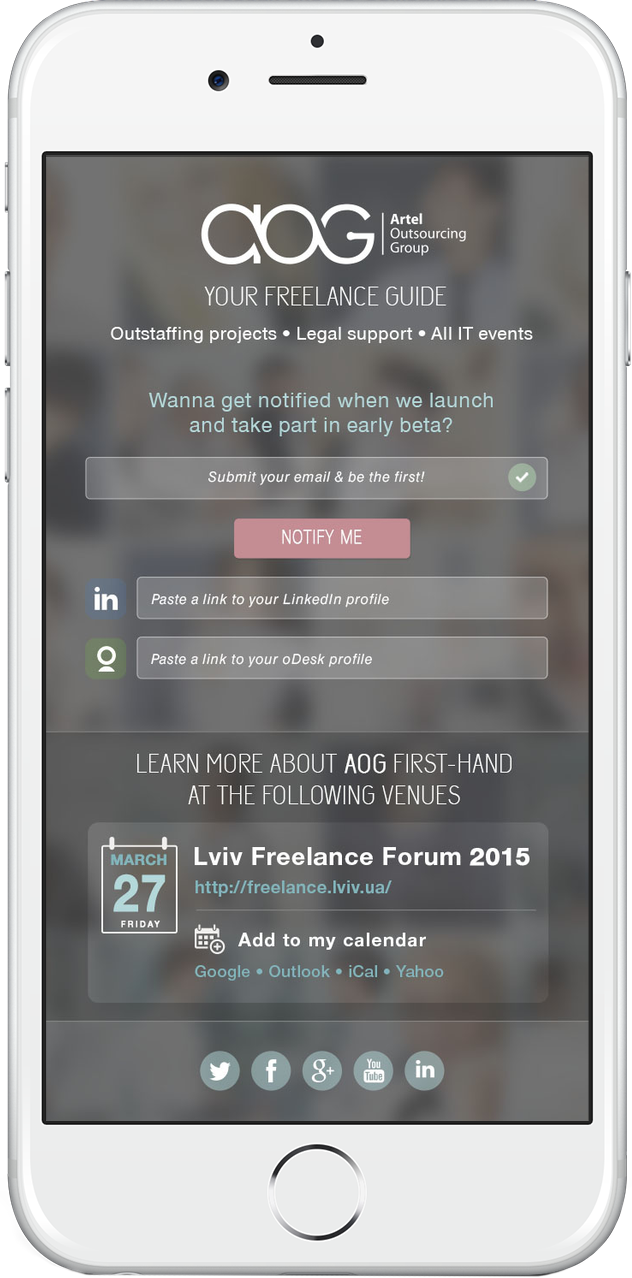 aoG
Artel
Outsourcing
Group
YOUR FREELANCE GUIDE
Outstaffing projects • Legal support • All IT events
Wanna get notified when we launch
and take part in early beta?
Submit your email & be the first!
NOTIFY ME
in
Paste a link to your LinkedIn profile
Paste a link to your oDesk profile
LEARN MORE ABOUT AOG FIRST-HAND
AT THE FOLLOWING VENUES
MARCH
27
FRIDAY
Lviv Freelance Forum 2015
http://freelance.lviv.ua/
Add to my calendar
Google • Outlook • iCal • Yahoo
f
g+
You
Tube
in